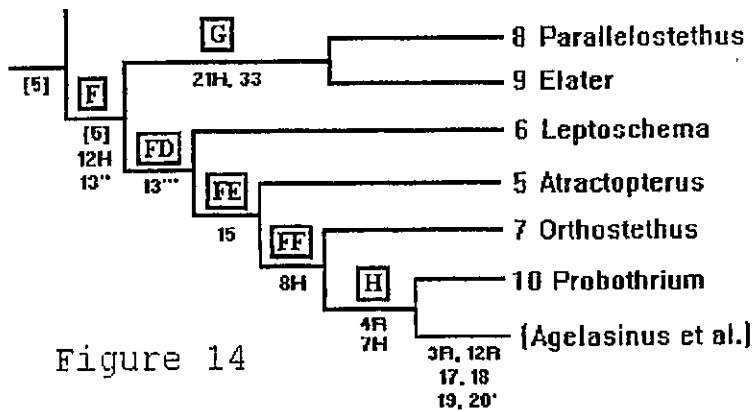 G
8 Parallelostethus
[5]
F
21H, 33
9 Elater
[6]
12H
13''
FD
13'''
6 Leptoschema
FE
15
5 Atractopterus
FF
8H
7 Orthostethus
H
4R
7H
10 Probothrium
(Agelasinus et al.)
3R, 12R
17, 18
19, 20'
Figure 14